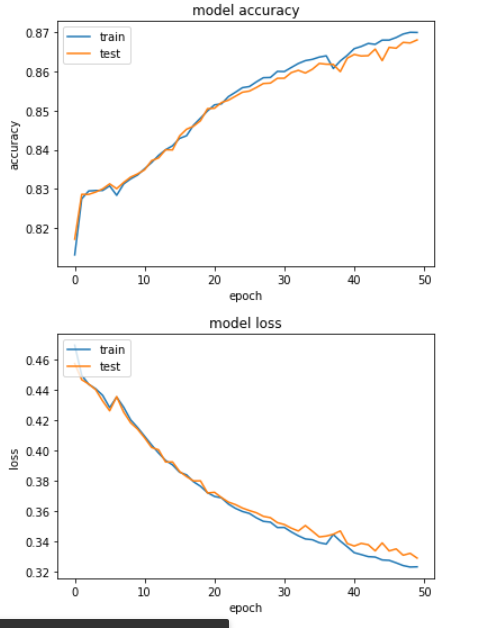 model accuracy
0.87
0.86
0.85
0.84
0.83
0.82
accuracy
train
test
0 10 20 30 40 50
epoch
model loss
0.46
0.44
0.42
0.40
0.38
0.36
0.34
0.32
loss
train
test
0 10 20 30 40 50
epoch